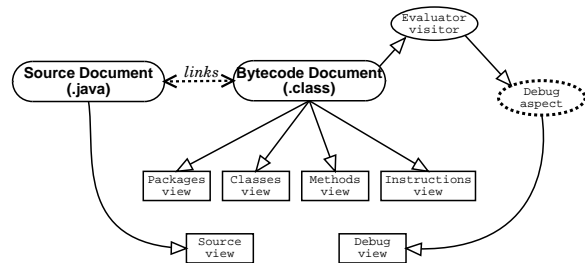 Evaluator
visitor
Source Document
(.java)
links
Bytecode Document
(.class)
Debug
aspect
Packages
view
Classes
view
Methods
view
Instructions
view
Source
view
Debug
view